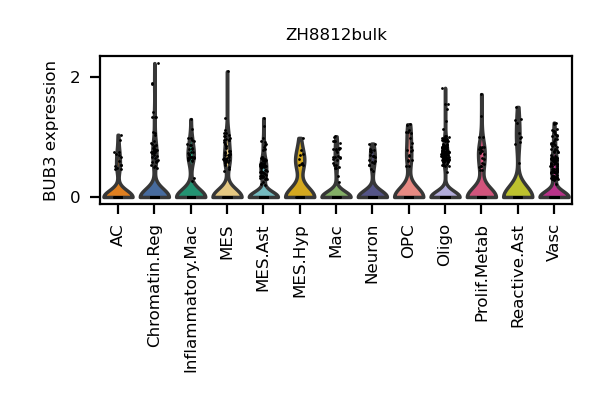 ZH8812bulk
BUB3 expression
2
0
AC
Chromatin.Reg
Inflammatory.Mac
MES
MES.Ast
MES.Hyp
Mac
Neuron
OPC
Oligo
Prolif.Metab
Reactive.Ast
Vasc